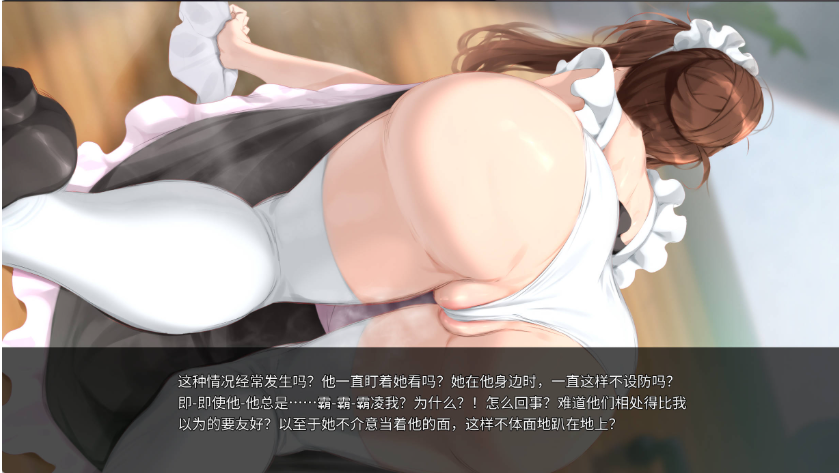 这种情况经常发生吗？他一直盯着她看吗？她在他身边时，一直这样不设防吗？
即-即使他-他总是……霸-霸-霸凌我？为什么？！怎么回事？难道他们相处得比我
以为的要友好？以至于她不介意当着他的面，这样不体面地趴在地上？